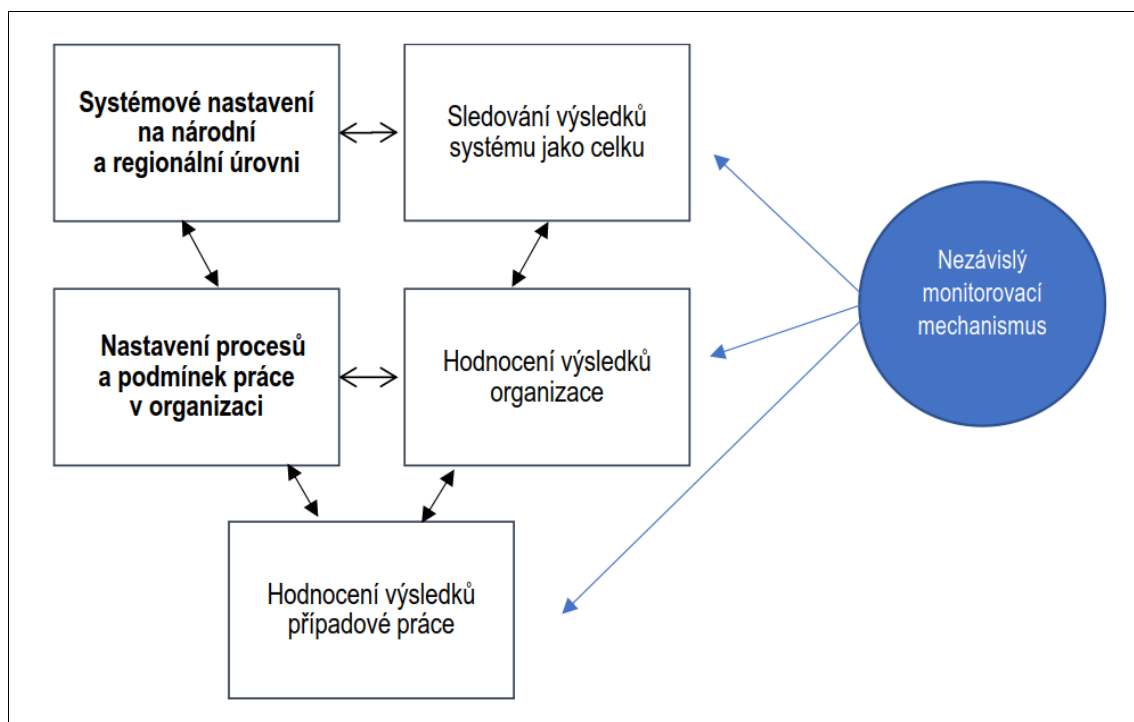 Systémové nastavení
na národní
a regionální úrovni
Sledování výsledků
systému jako celku
Nezávislý
monitorovací
mechanismus
Nastavení procesů
a podmínek práce
v organizaci
Hodnocení výsledků
organizace
Hodnocení výsledků
případové práce